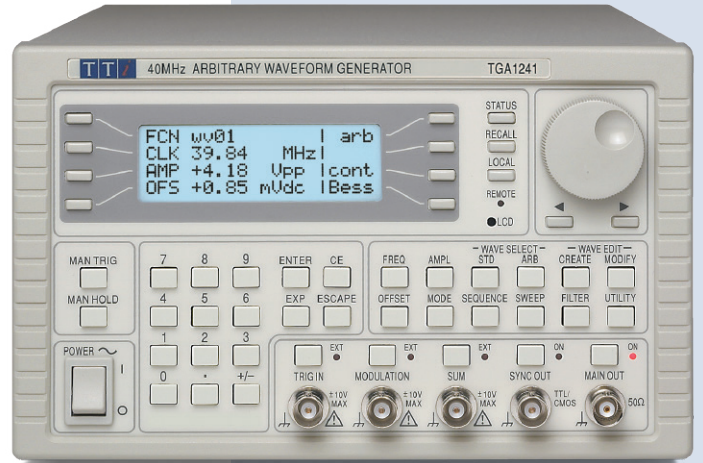 TTi 40MHz ARBITRARY WAVEFORM GENERATOR TGA1241
FCN wv01 | arb
CLK 39.84 MHz|
AMP +4.18 Vpp |cont
OFS +0.85 mVdc |Bess
STATUS
RECALL
LOCAL
REMOTE
LCD
MAN TRIG
MAN HOLD
7 8 9 ENTER CE
4 5 6 EXP ESCAPE
1 2 3
0 . +/−
WAVE SELECT WAVE EDIT
FREQ AMPL STD ARB CREATE MODIFY
OFFSET MODE SEQUENCE SWEEP FILTER UTILITY
POWER
I
O
EXT EXT EXT ON ON
TRIG IN MODULATION SUM SYNC OUT MAIN OUT
±10V MAX ±10V MAX ±10V MAX TTL/CMOS 50Ω